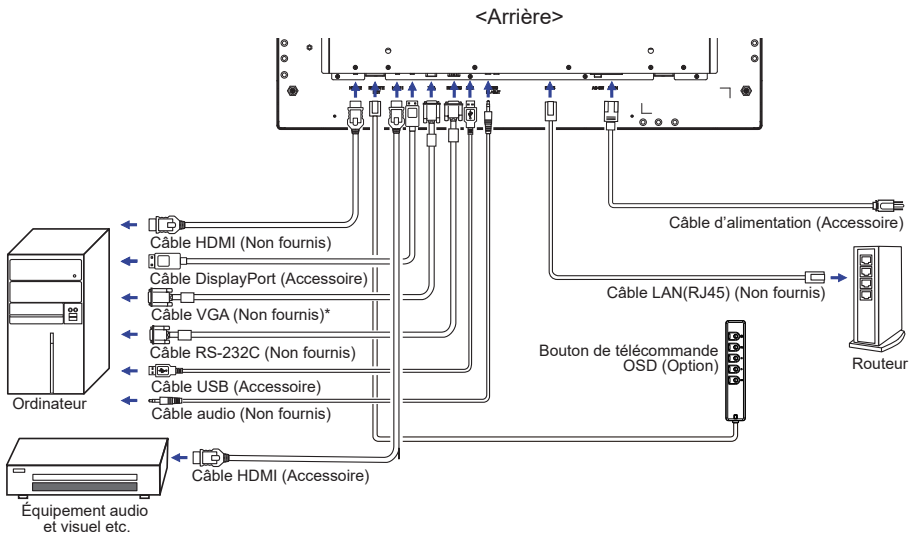 <Arrière>
Câble d'alimentation (Accessoire)
Câble HDMI (Non fournis)
Câble DisplayPort (Accessoire)
Câble LAN(RJ45) (Non fournis)
Câble VGA (Non fournis)*
Câble RS-232C (Non fournis)
Bouton de télécommande
OSD (Option)
Routeur
Câble USB (Accessoire)
Ordinateur
Câble audio (Non fournis)
Câble HDMI (Accessoire)
Équipement audio
et visuel etc.